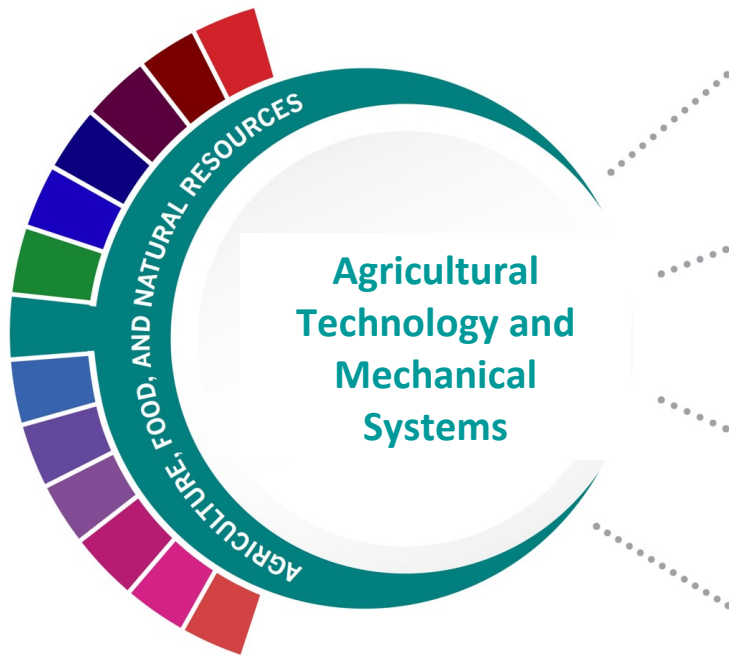 AGRICULTURE, FOOD, AND NATURAL RESOURCES
Agricultural
Technology and
Mechanical
Systems